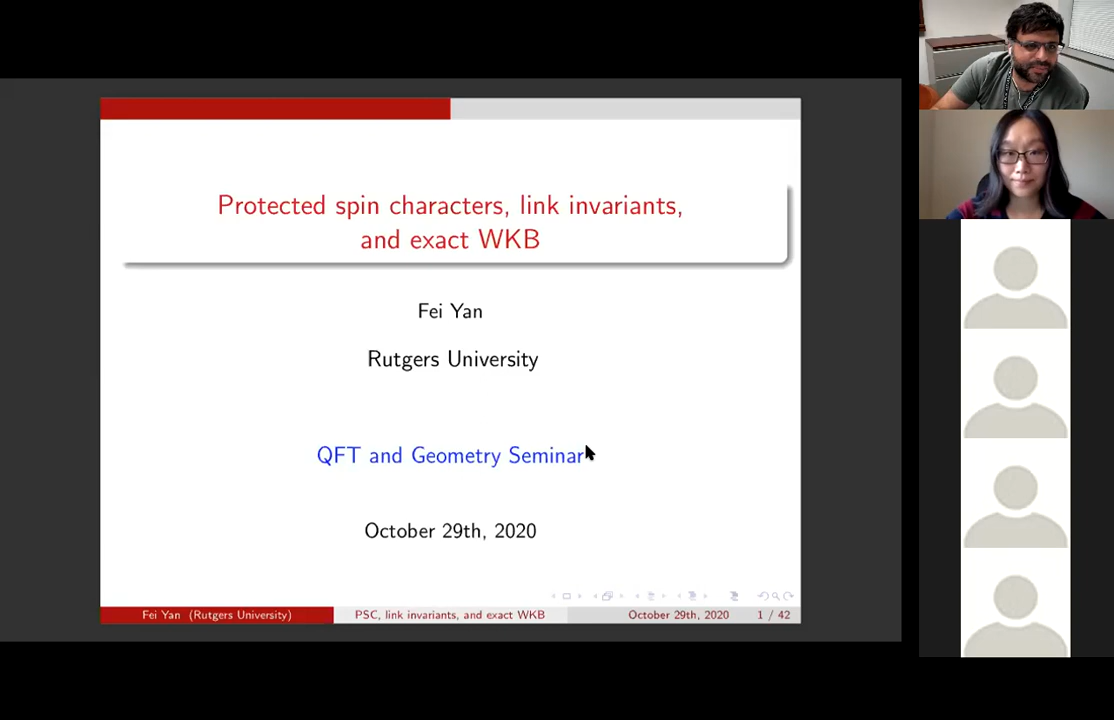 Protected spin characters, link invariants,
and exact WKB
Fei Yan
Rutgers University
QFT and Geometry Seminar
October 29th, 2020
Fei Yan (Rutgers University)
PSC, link invariants, and exact WKB
October 29th, 2020
1 / 42